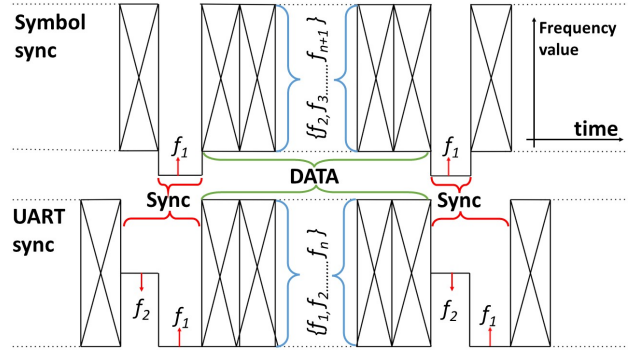 Symbol
sync
{f2,f3......fn+1}
Frequency
value
time
f1
f1
DATA
Sync
Sync
UART
sync
{f1,f2......fn}
f2
f1
f2
f1